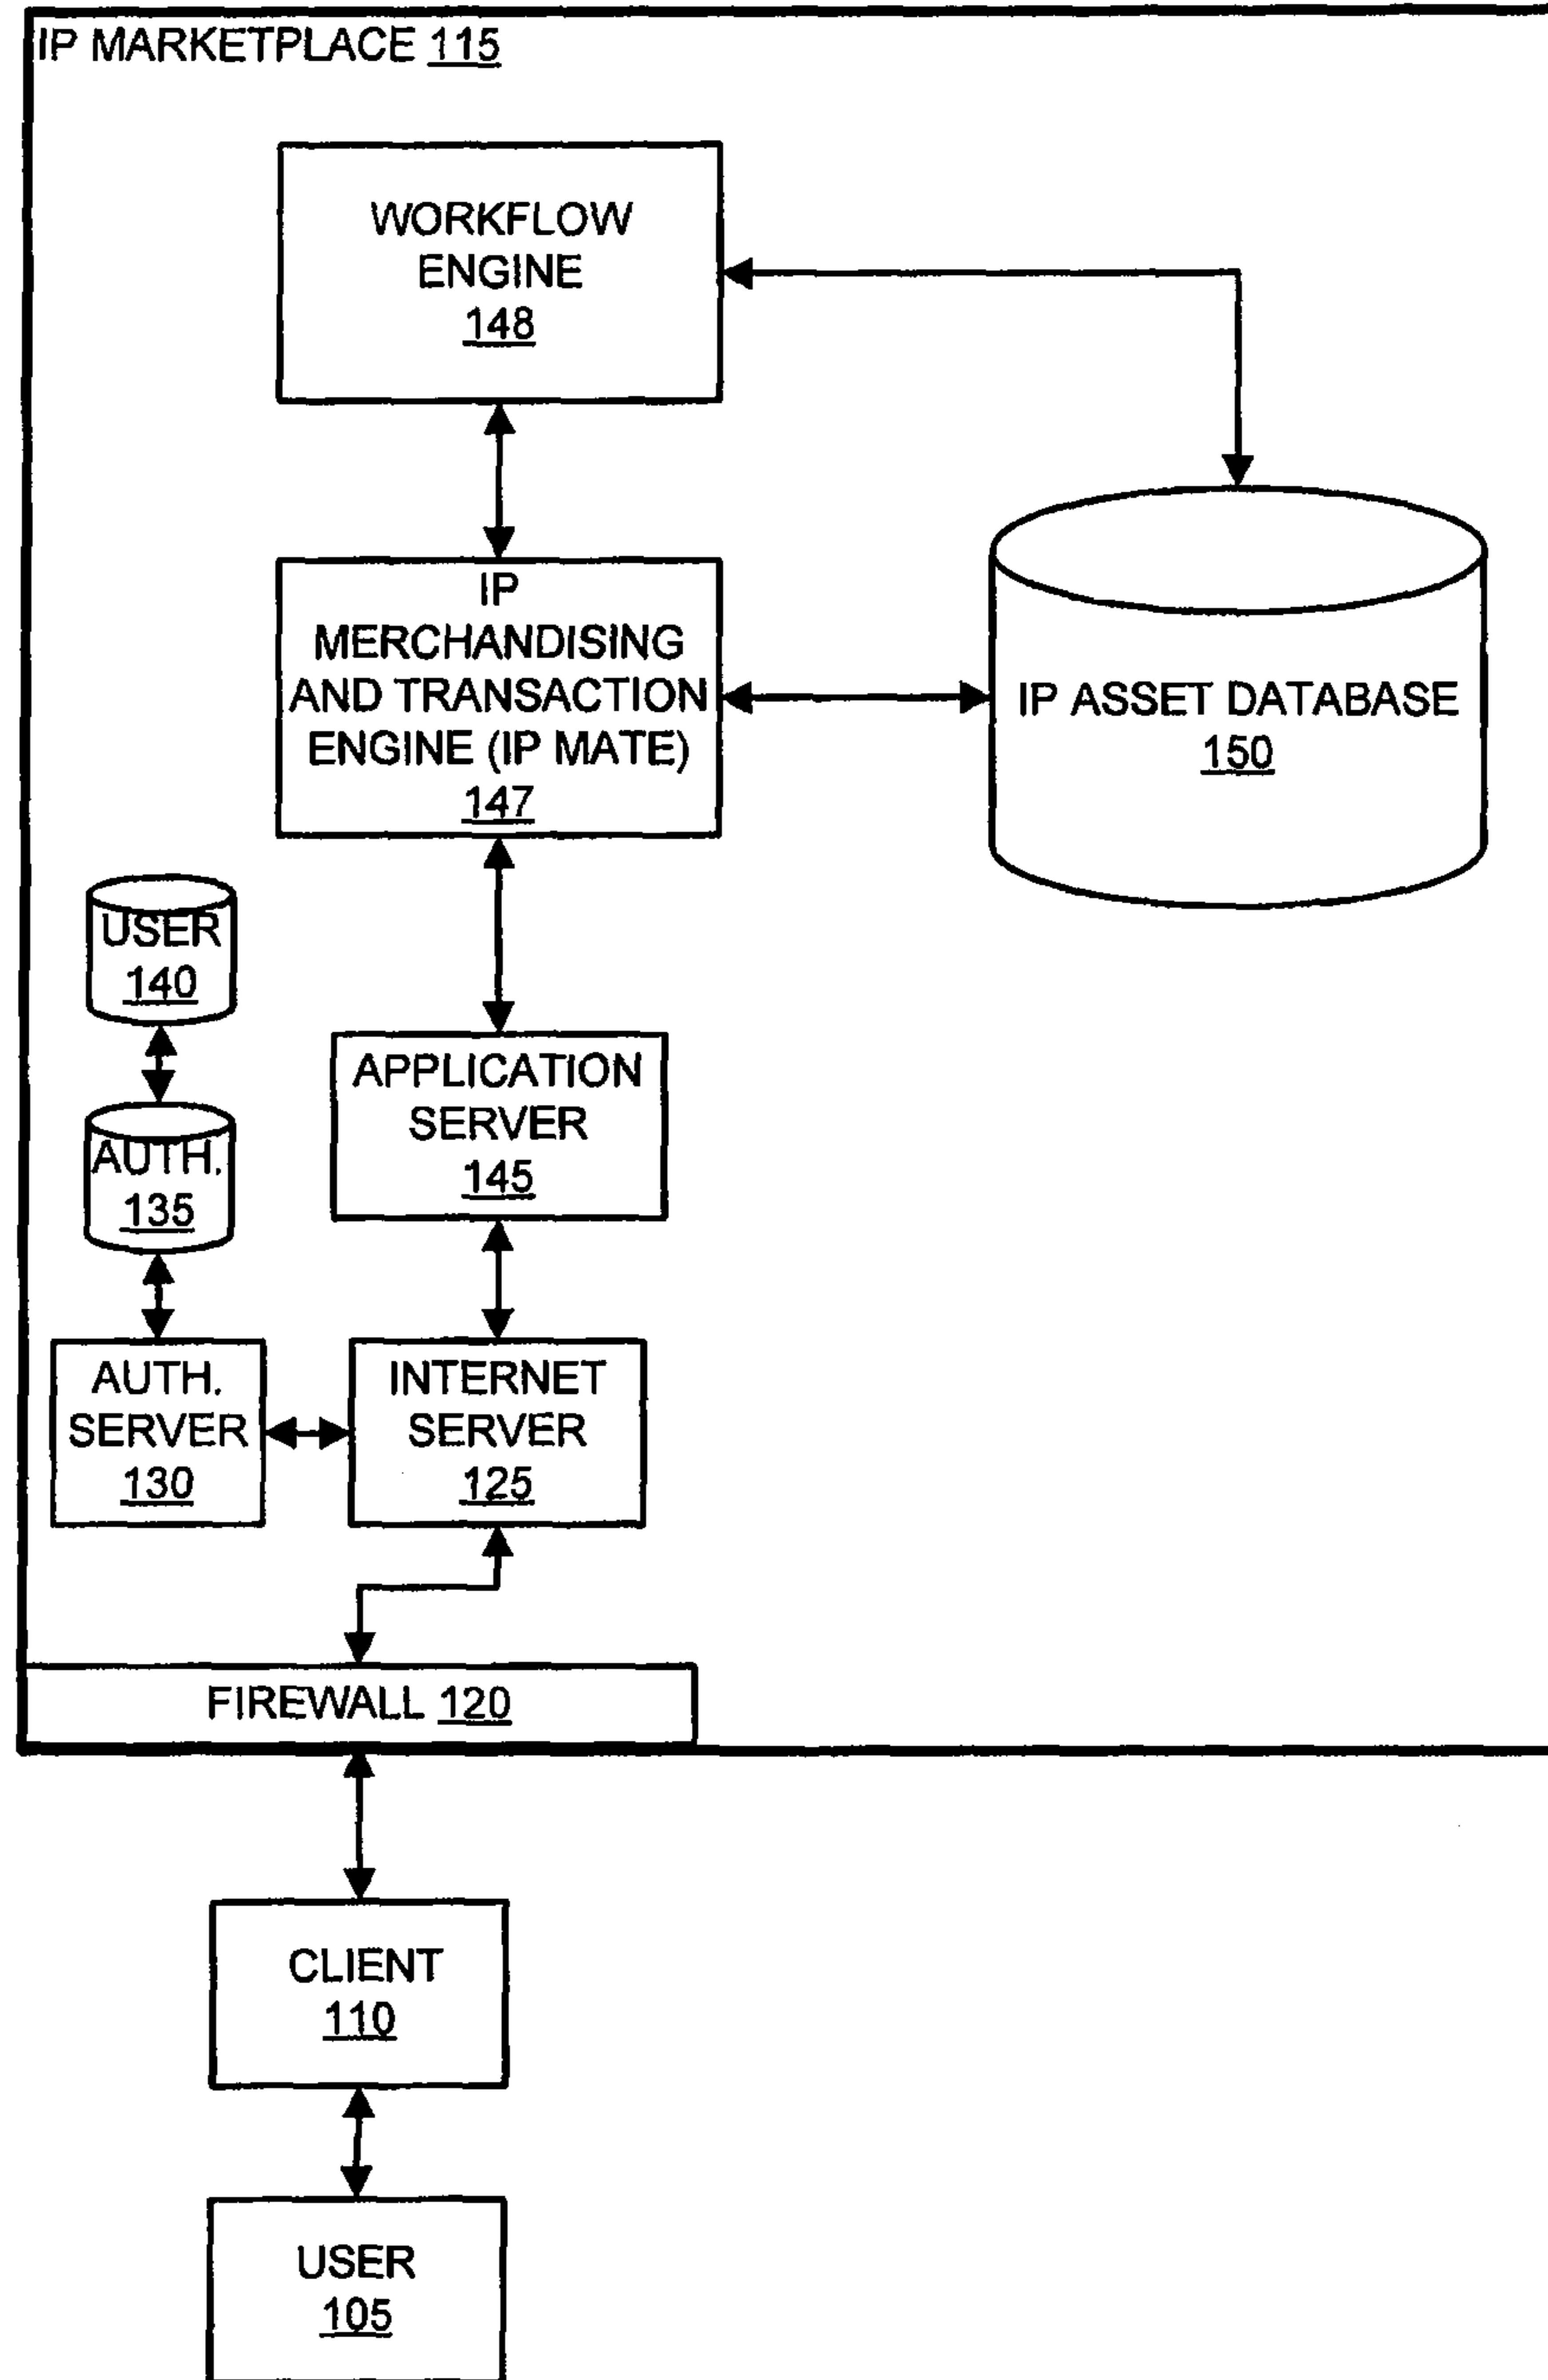 IP MARKETPLACE 115
WORKFLOW
ENGINE
148
IP
MERCHANDISING
AND TRANSACTION
ENGINE (IP MATE)
147
IP ASSET DATABASE
150
USER
140
AUTH.
135
APPLICATION
SERVER
145
AUTH.
SERVER
130
INTERNET
SERVER
125
FIREWALL 120
CLIENT
110
USER
105